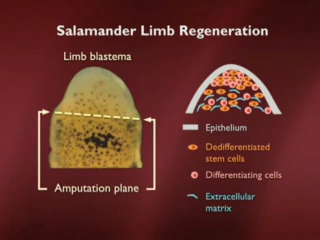 Salamander Limb Regeneration
Limb blastema
Amputation plane
Epithelium
Dedifferentiated
stem cells
Differentiating cells
Extracellular
matrix